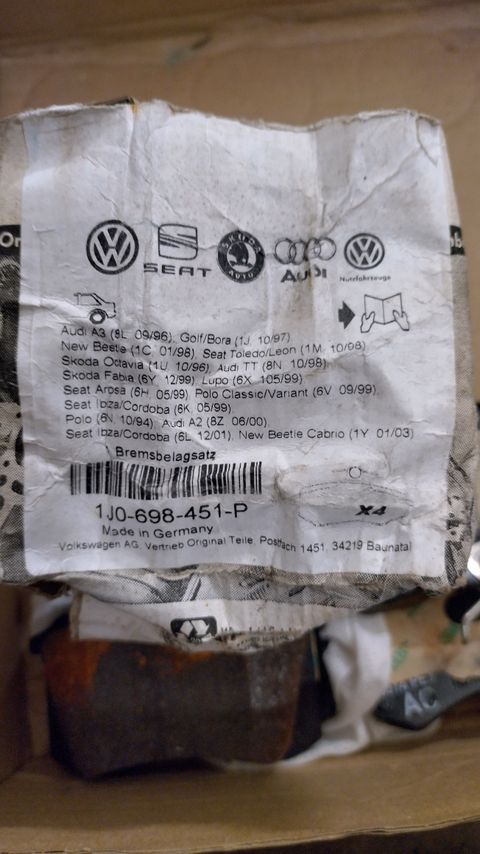 SEAT
SKODA
AUTO
Audi
Nutzfahrzeuge
Audi A3 (8L 09/96), Golf/Bora (1J, 10/97)
New Beetle (1C, 01/98), Seat Toledo/Leon (1M, 10/98)
Skoda Octavia (1U, 10/96), Audi TT (8N, 10/98)
Skoda Fabia (6Y, 12/99) Lupo (6X, 105/99)
Seat Arosa (6H, 05/99) Polo Classic/Variant (6V 09/99),
Seat Ibiza/Cordoba (6K, 05/99)
Polo (6N, 10/94), Audi A2 (8Z, 06/00)
Seat Ibiza/Cordoba (6L, 12/01), New Beetle Cabrio (1Y, 01/03)
Bremsbelagsatz
1J0-698-451-P
X4
Made in Germany
Volkswagen AG, Vertrieb Original Teile, Postfach 1451, 34219 Baunatal
AC